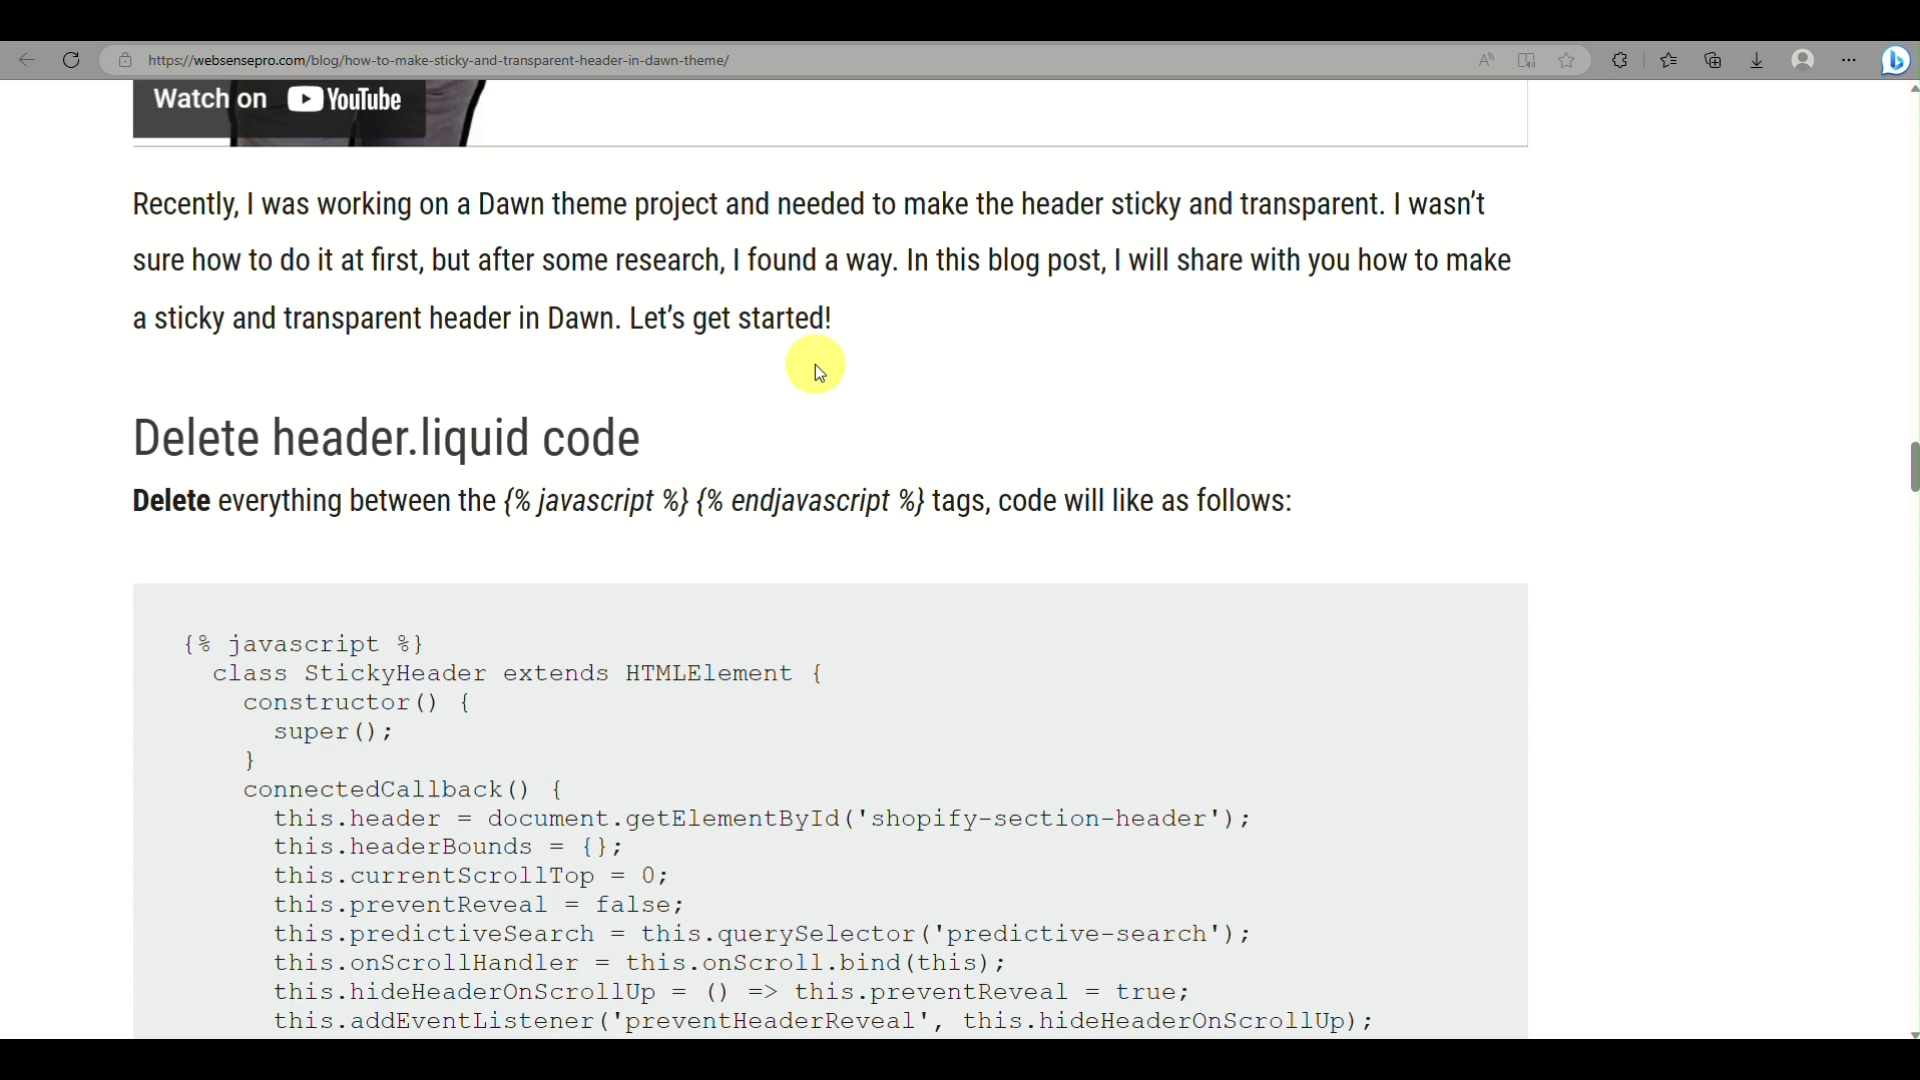 https://websensepro.com/blog/how-to-make-sticky-and-transparent-header-in-dawn-theme/
Watch on YouTube
Recently, I was working on a Dawn theme project and needed to make the header sticky and transparent. I wasn’t
sure how to do it at first, but after some research, I found a way. In this blog post, I will share with you how to make
a sticky and transparent header in Dawn. Let’s get started!
Delete header.liquid code
Delete everything between the {% javascript %} {% endjavascript %} tags, code will like as follows:
{% javascript %}
class StickyHeader extends HTMLElement {
constructor() {
super();
}
connectedCallback() {
this.header = document.getElementById('shopify-section-header');
this.headerBounds = {};
this.currentScrollTop = 0;
this.preventReveal = false;
this.predictiveSearch = this.querySelector('predictive-search');
this.onScrollHandler = this.onScroll.bind(this);
this.hideHeaderOnScrollUp = () => this.preventReveal = true;
this.addEventListener('preventHeaderReveal', this.hideHeaderOnScrollUp);